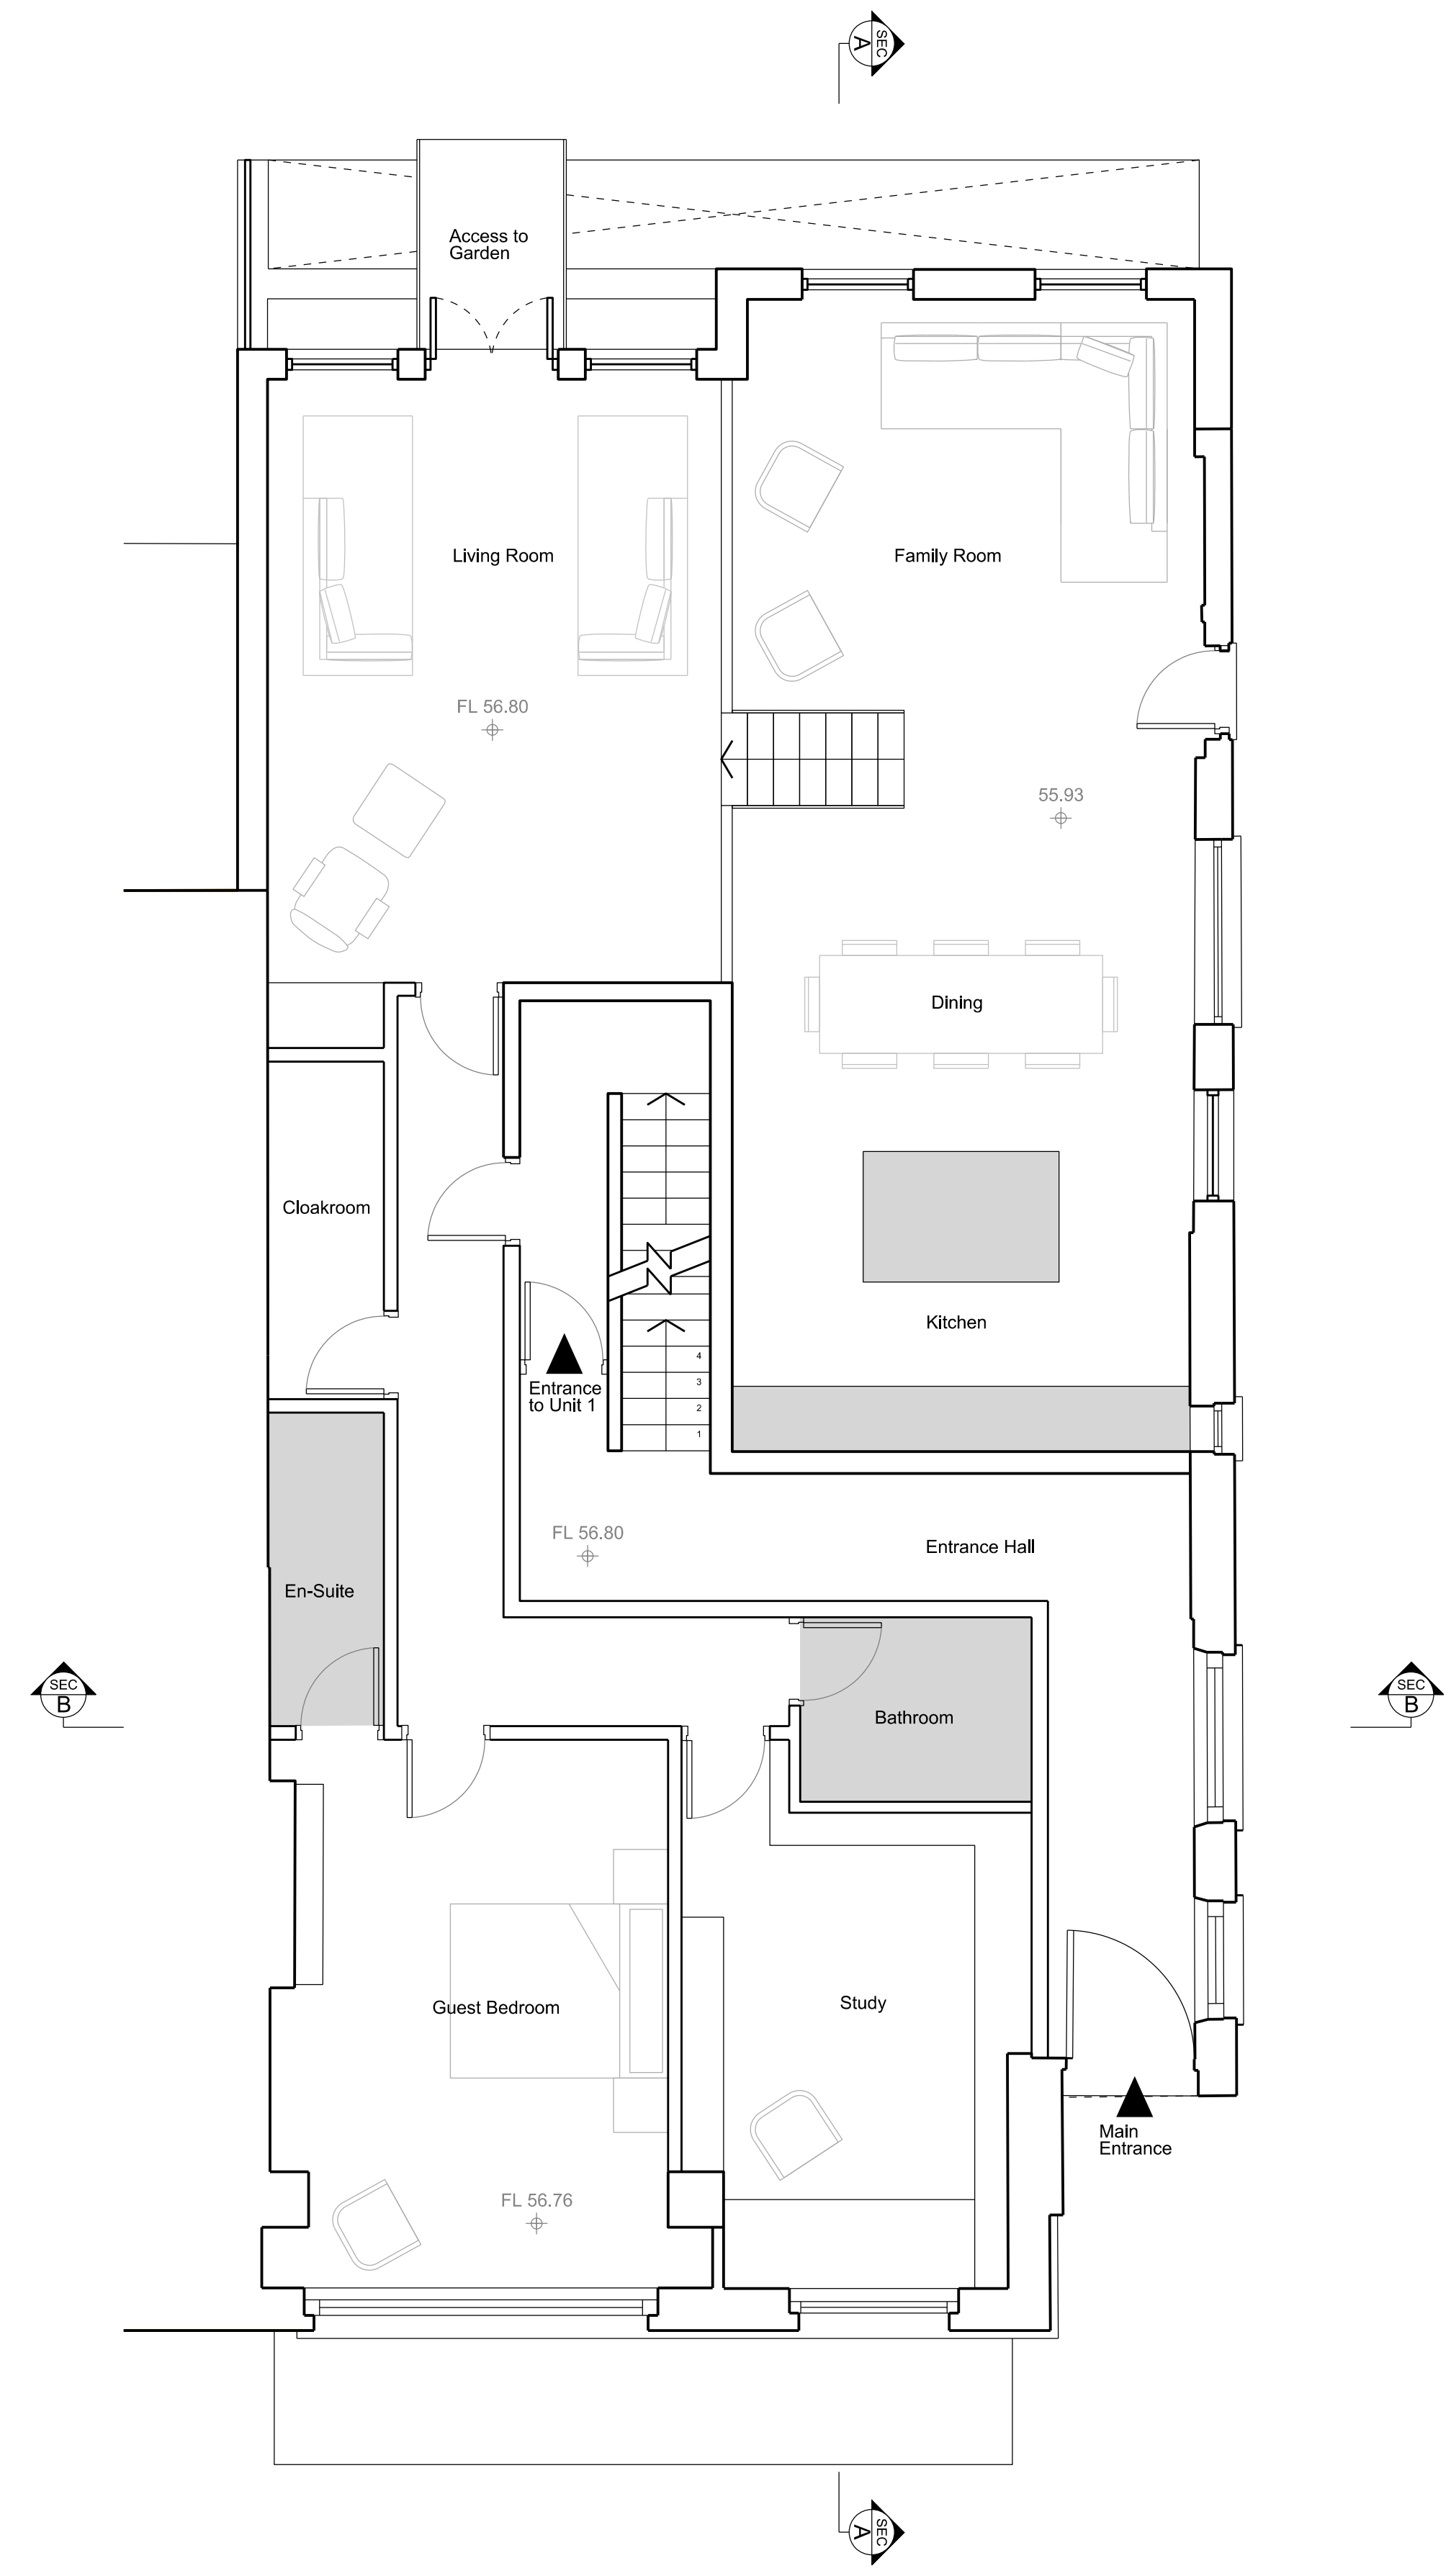 SEC
A
Access to
Garden
Living Room
Family Room
FL 56.80
55.93
Dining
Cloakroom
Kitchen
4
3
2
1
Entrance
to Unit 1
FL 56.80
Entrance Hall
En-Suite
SEC
B
SEC
B
Bathroom
Guest Bedroom
Study
Main
Entrance
FL 56.76
SEC
A